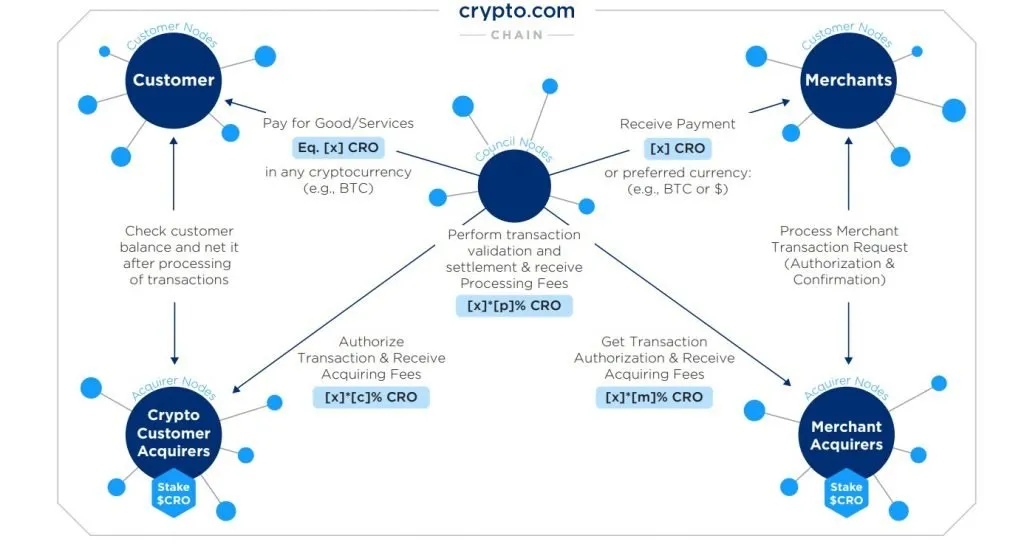 crypto.com
CHAIN
Customer Nodes
Customer
Merchant Nodes
Merchants
Pay for Good/Services
Eq. [x] CRO
in any cryptocurrency
(e.g., BTC)
Council Nodes
Receive Payment
[x] CRO
or preferred currency:
(e.g., BTC or $)
Check customer
balance and net it
after processing
of transactions
Perform transaction
validation and
settlement & receive
Processing Fees
[x]*[p]% CRO
Process Merchant
Transaction Request
(Authorization &
Confirmation)
Authorize
Transaction & Receive
Acquiring Fees
[x]*[c]% CRO
Get Transaction
Authorization & Receive
Acquiring Fees
[x]*[m]% CRO
Acquirer Nodes
Crypto
Customer
Acquirers
Stake
$CRO
Acquirer Nodes
Merchant
Acquirers
Stake
$CRO